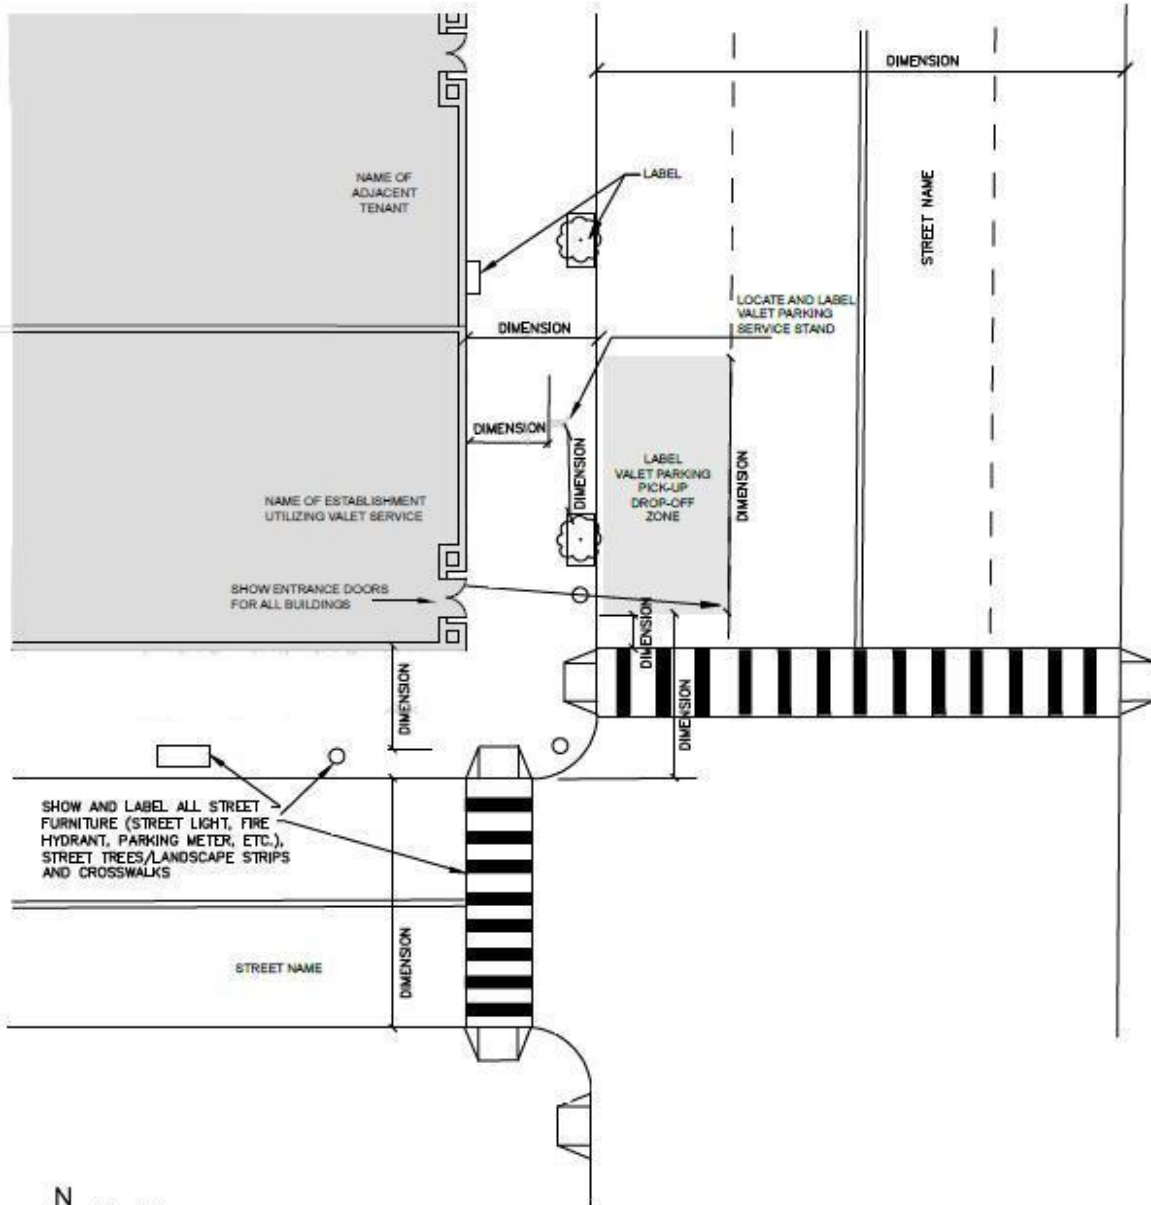 DIMENSION
NAME OF
ADJACENT
TENANT
LABEL
STREET NAME
LOCATE AND LABEL
VALET PARKING
SERVICE STAND
DIMENSION
DIMENSION
DIMENSION
LABEL
VALET PARKING
PICK-UP
DROP-OFF
ZONE
DIMENSION
NAME OF ESTABLISHMENT
UTILIZING VALET SERVICE
SHOW ENTRANCE DOORS
FOR ALL BUILDINGS
DIMENSION
DIMENSION
DIMENSION
SHOW AND LABEL ALL STREET
FURNITURE (STREET LIGHT, FIRE
HYDRANT, PARKING METER, ETC.),
STREET TREES/LANDSCAPE STRIPS
AND CROSSWALKS
DIMENSION
STREET NAME
N